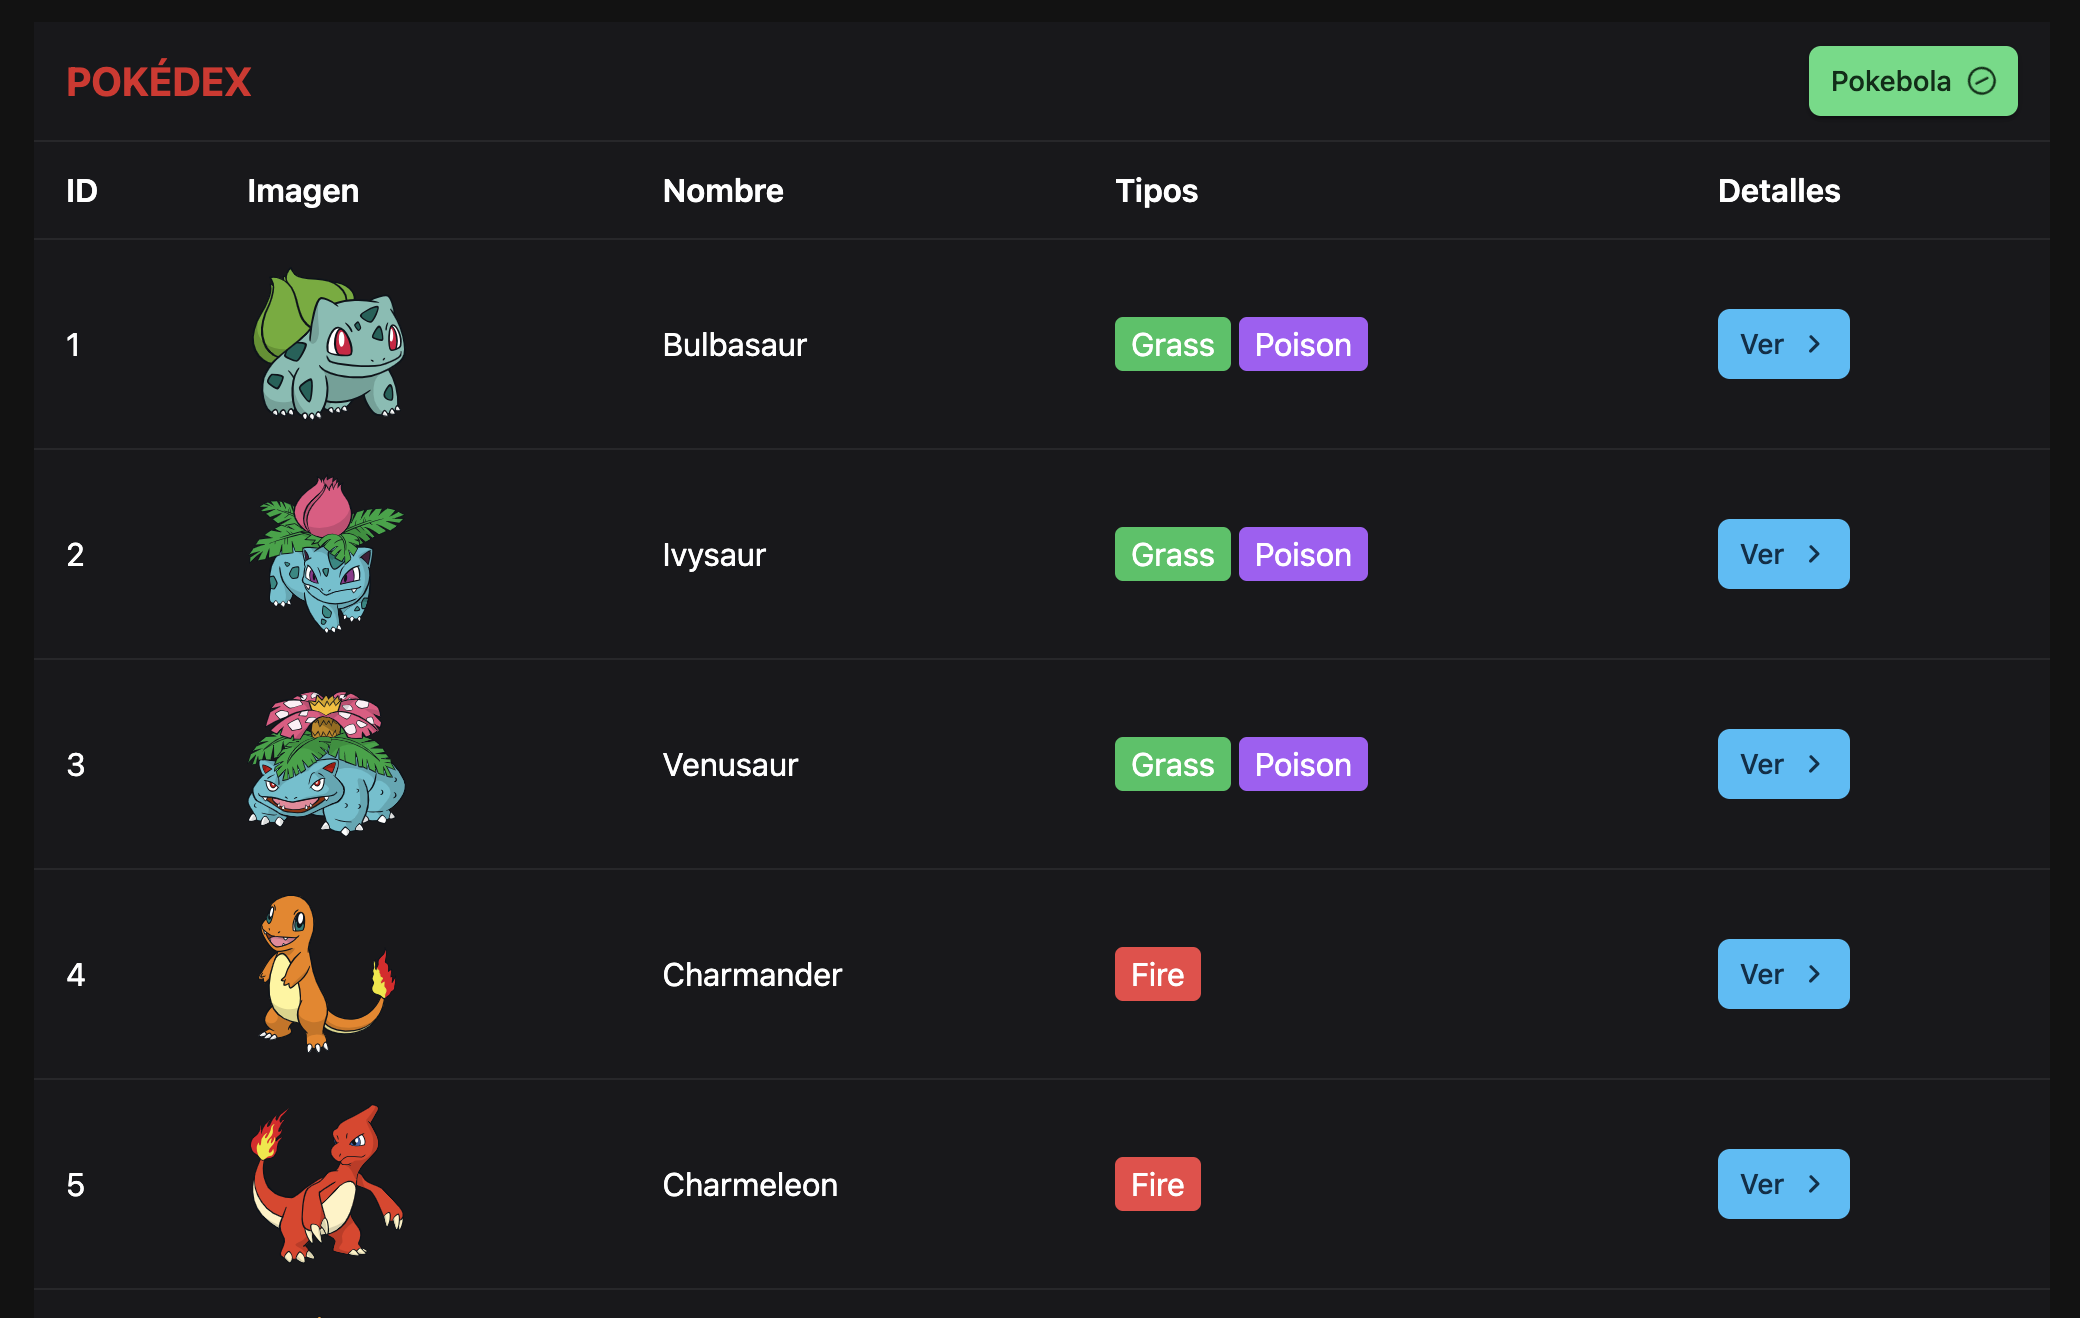 POKÉDEX Pokebola
ID Imagen Nombre Tipos Detalles
1 Bulbasaur Grass Poison Ver
2 Ivysaur Grass Poison Ver
3 Venusaur Grass Poison Ver
4 Charmander Fire Ver
5 Charmeleon Fire Ver